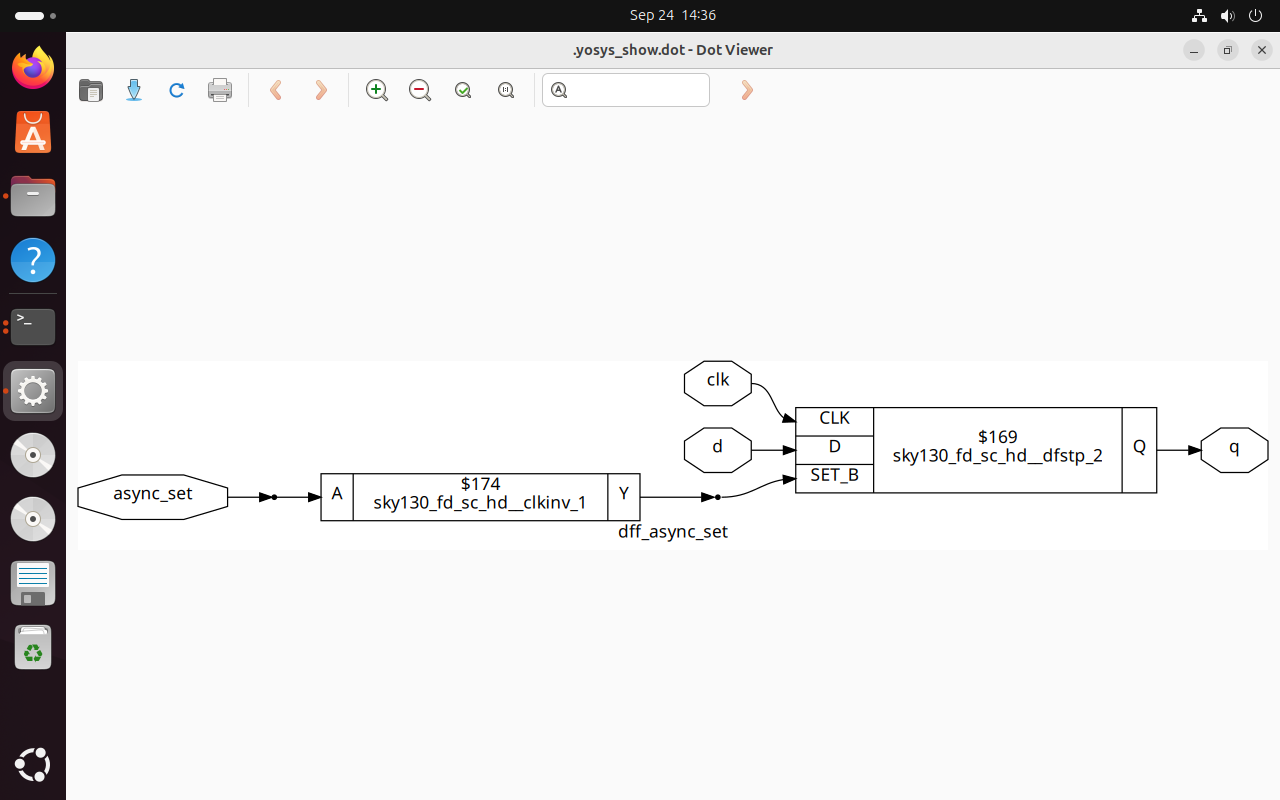 Sep 24 14:36
.yosys_show.dot - Dot Viewer
clk
CLK
d
D
$169
sky130_fd_sc_hd__dfstp_2
Q
q
SET_B
async_set
A
$174
sky130_fd_sc_hd__clkinv_1
Y
dff_async_set